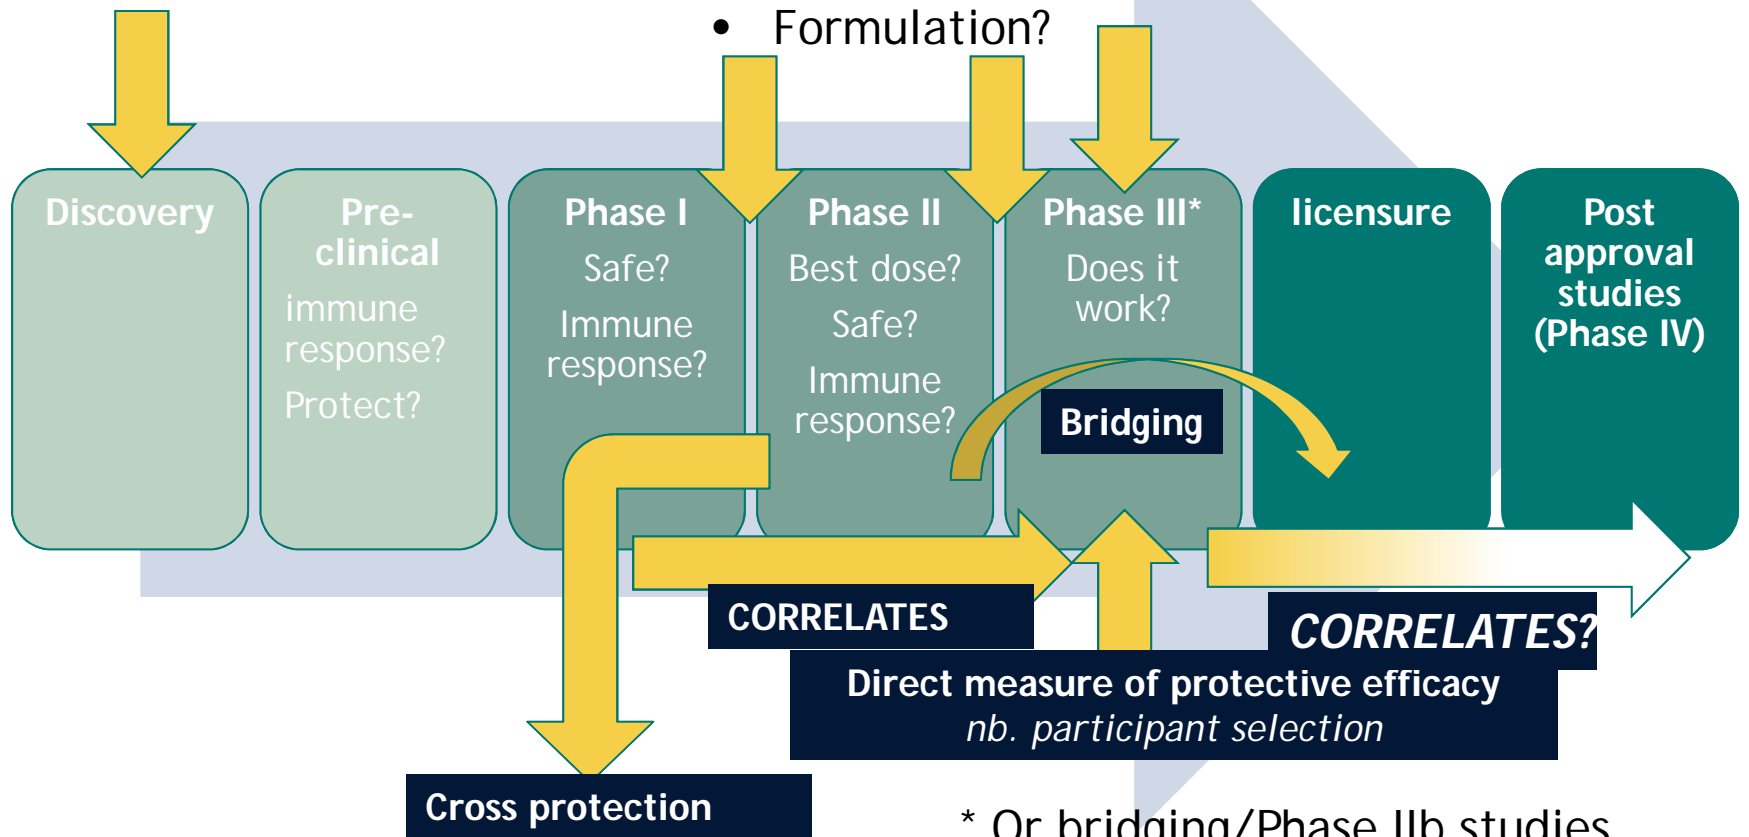 • Formulation?
Discovery
Pre-
clinical
immune
response?
Protect?
Phase I
Safe?
Immune
response?
Phase II
Best dose?
Safe?
Immune
response?
Phase III*
Does it
work?
Bridging
licensure
Post
approval
studies
(Phase IV)
CORRELATES
CORRELATES?
Direct measure of protective efficacy
nb. participant selection
Cross protection
* Or bridging/Phase IIb studies